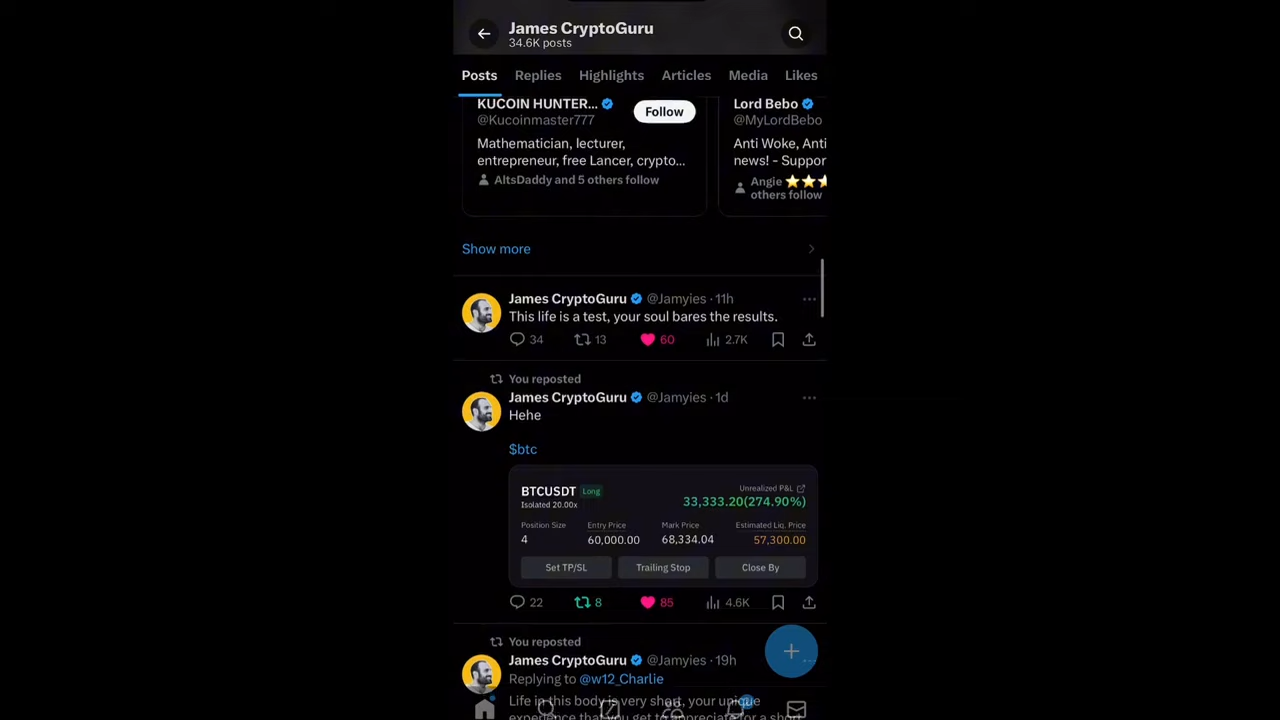 James CryptoGuru
34.6K posts
Posts Replies Highlights Articles Media Likes
KUCOIN HUNTER...
@Kucoinmaster777
Follow
Mathematician, lecturer,
entrepreneur, free Lancer, crypto...
AltsDaddy and 5 others follow
Lord Bebo
@MyLordBebo
Anti Woke, Anti
news! - Suppor
Angie
others follow
Show more
James CryptoGuru @Jamyies · 11h
This life is a test, your soul bares the results.
34 13 60 2.7K
You reposted
James CryptoGuru @Jamyies · 1d
Hehe
$btc
BTCUSDT Long
Isolated 20.00x
Unrealized P&L
33,333.20(274.90%)
Position Size Entry Price Mark Price Estimated Liq. Price
4 60,000.00 68,334.04 57,300.00
Set TP/SL Trailing Stop Close By
22 8 85 4.6K
You reposted
James CryptoGuru @Jamyies · 19h
Replying to @w12_Charlie
Life in this body is very short, your unique
experience that you get to appreciate for a short